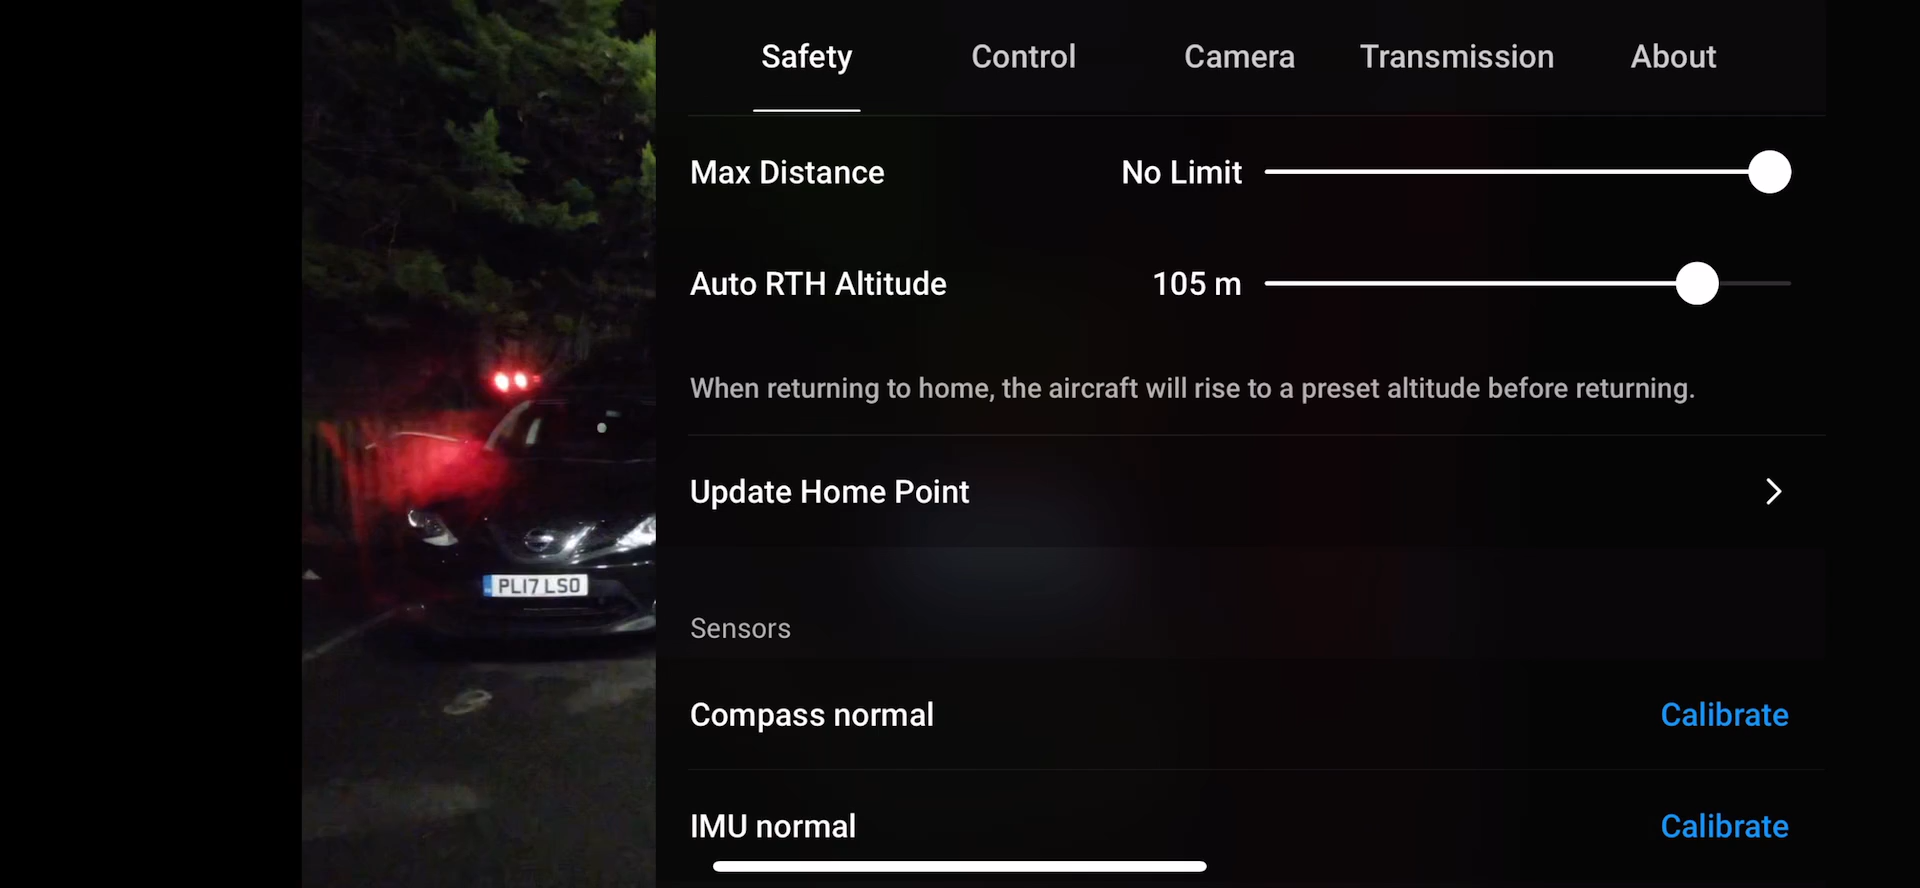 Safety Control Camera Transmission About
Max Distance No Limit
Auto RTH Altitude 105 m
When returning to home, the aircraft will rise to a preset altitude before returning.
Update Home Point
PL17 LSO
Sensors
Compass normal Calibrate
IMU normal Calibrate